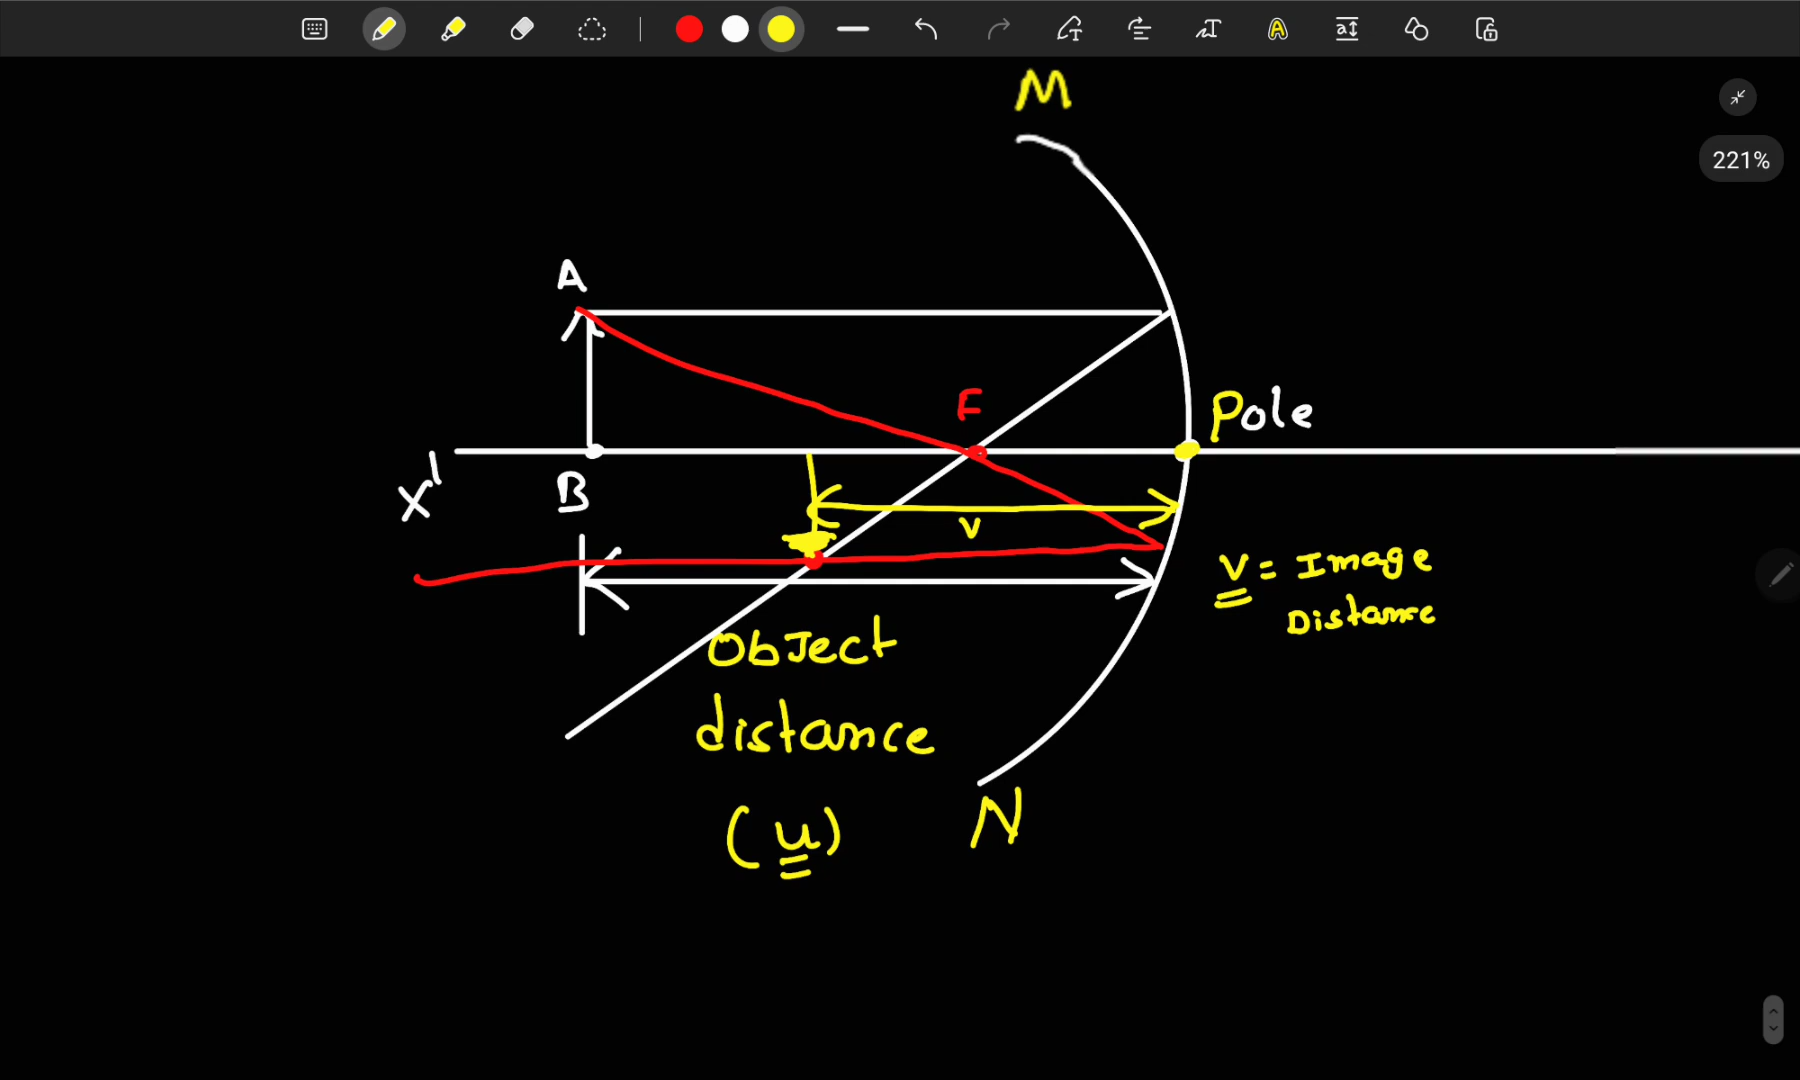 221%
M
A
F
Pole
X'
B
v
v = Image
Distance
Object
distance
(u)
N